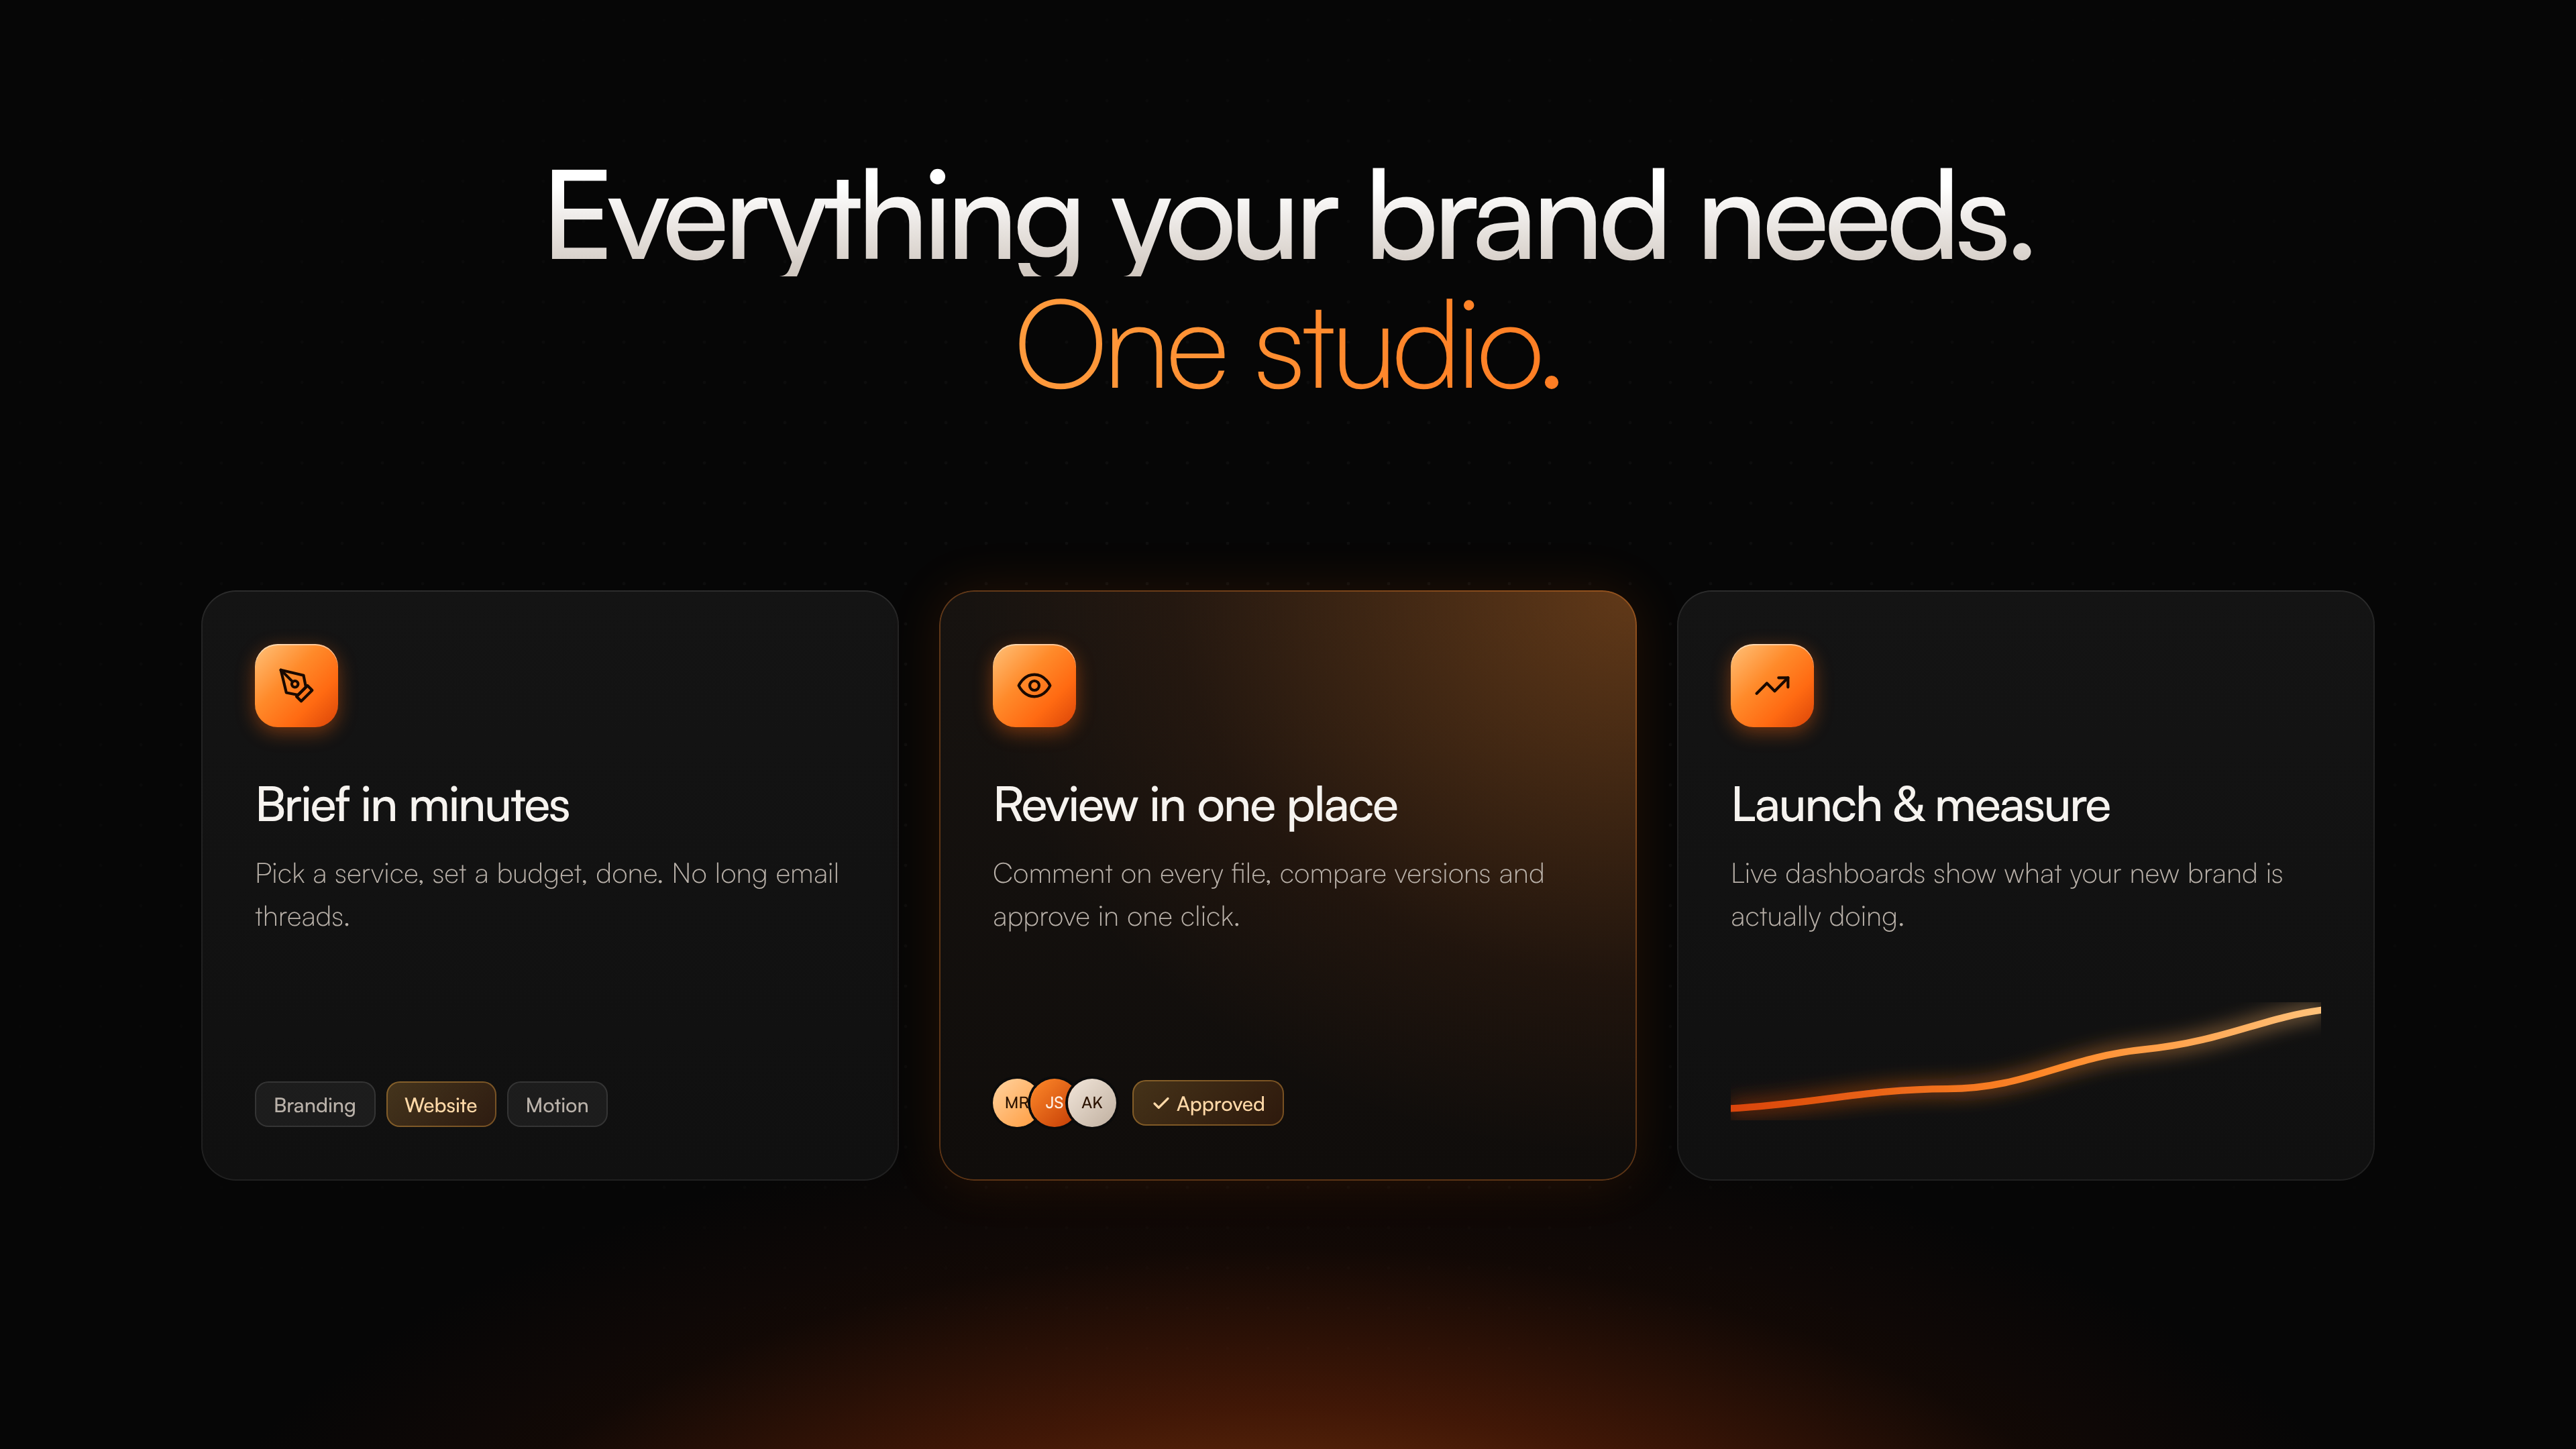 Everything your brand needs.
One studio.
Brief in minutes
Pick a service, set a budget, done. No long email
threads.
Branding
Website
Motion
Review in one place
Comment on every file, compare versions and
approve in one click.
MR
JS
AK
Approved
Launch & measure
Live dashboards show what your new brand is
actually doing.